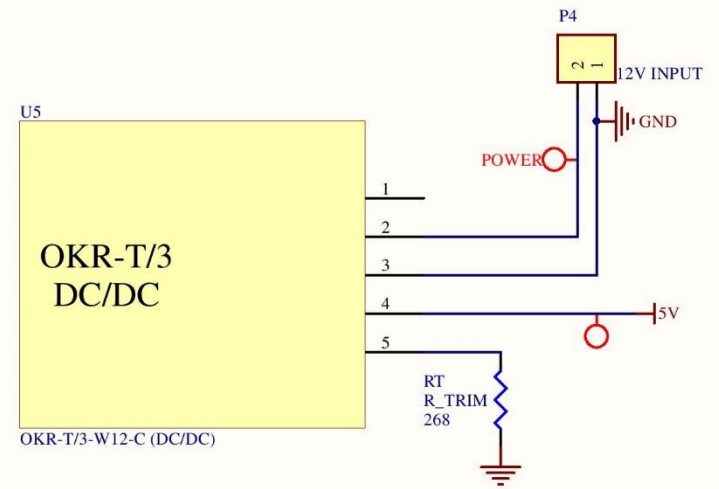 P4
2 1
12V INPUT
GND
POWER
U5
OKR-T/3
DC/DC
1
2
3
4
5
5V
RT
R_TRIM
268
OKR-T/3-W12-C (DC/DC)